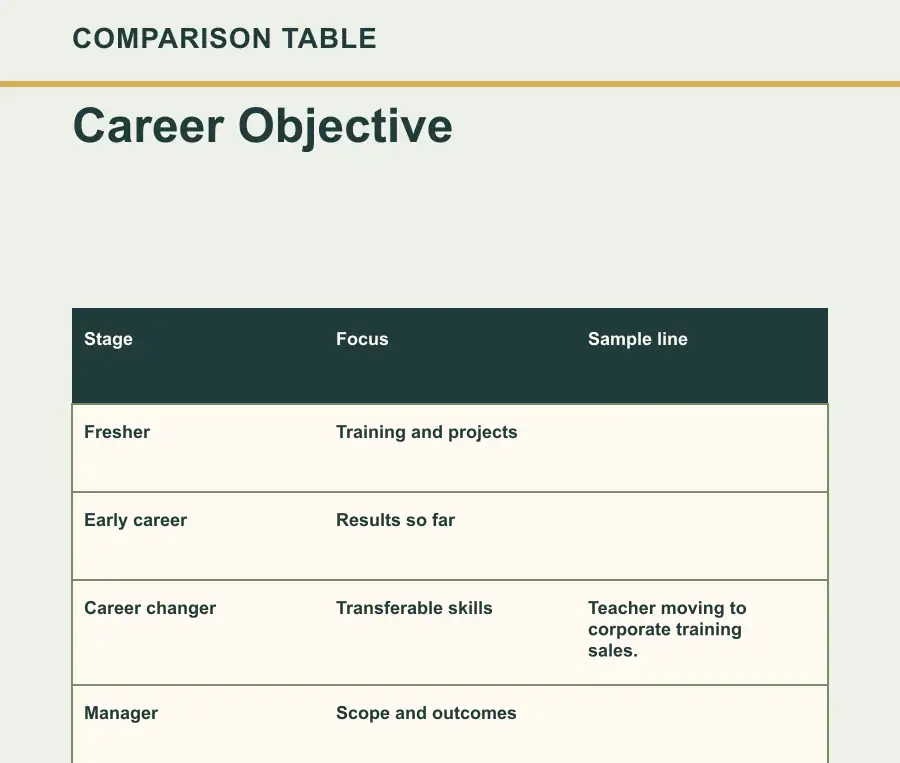 COMPARISON TABLE
Career Objective
Stage Focus Sample line
Fresher Training and projects
Early career Results so far
Career changer Transferable skills Teacher moving to
corporate training
sales.
Manager Scope and outcomes